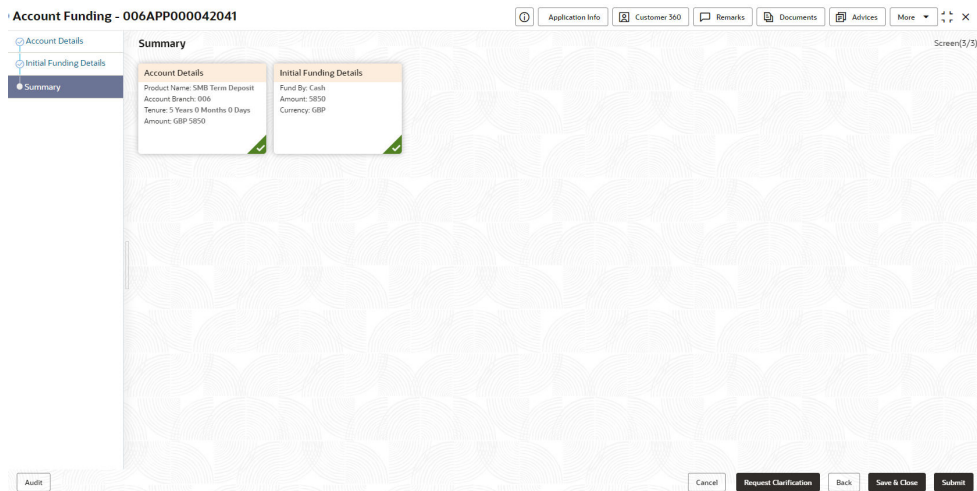 Account Funding - 006APP000042041
Application Info
Customer 360
Remarks
Documents
Advices
More
Account Details
Initial Funding Details
Summary
Summary
Screen(3/3)
Account Details
Product Name: SMB Term Deposit
Account Branch: 006
Tenure: 5 Years 0 Months 0 Days
Amount: GBP 5850
Initial Funding Details
Fund By: Cash
Amount: 5850
Currency: GBP
Audit
Cancel
Request Clarification
Back
Save & Close
Submit